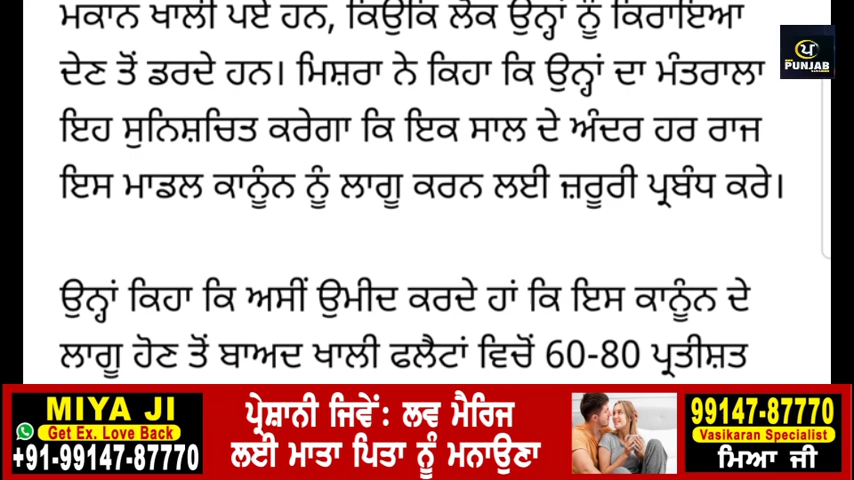 ਮਕਾਨ ਖਾਲੀ ਪਏ ਹਨ, ਕਿਉਂਕਿ ਲੋਕ ਉਨ੍ਹਾਂ ਨੂੰ ਕਿਰਾਇਆ
ਦੇਣ ਤੋਂ ਡਰਦੇ ਹਨ। ਮਿਸ਼ਰਾ ਨੇ ਕਿਹਾ ਕਿ ਉਨ੍ਹਾਂ ਦਾ ਮੰਤਰਾਲਾ
ਇਹ ਸੁਨਿਸ਼ਚਿਤ ਕਰੇਗਾ ਕਿ ਇਕ ਸਾਲ ਦੇ ਅੰਦਰ ਹਰ ਰਾਜ
ਇਸ ਮਾਡਲ ਕਾਨੂੰਨ ਨੂੰ ਲਾਗੂ ਕਰਨ ਲਈ ਜ਼ਰੂਰੀ ਪ੍ਰਬੰਧ ਕਰੇ।
ਉਨ੍ਹਾਂ ਕਿਹਾ ਕਿ ਅਸੀਂ ਉਮੀਦ ਕਰਦੇ ਹਾਂ ਕਿ ਇਸ ਕਾਨੂੰਨ ਦੇ
ਲਾਗੂ ਹੋਣ ਤੋਂ ਬਾਅਦ ਖਾਲੀ ਫਲੈਟਾਂ ਵਿਚੋਂ 60-80 ਪ੍ਰਤੀਸ਼ਤ
PUNJAB
MIYA JI
Get Ex. Love Back
+91-99147-87770
ਪ੍ਰੇਸ਼ਾਨੀ ਜਿਵੇਂ: ਲਵ ਮੈਰਿਜ
ਲਈ ਮਾਤਾ ਪਿਤਾ ਨੂੰ ਮਨਾਉਣਾ
99147-87770
Vasikaran Specialist
ਮਿਆ ਜੀ